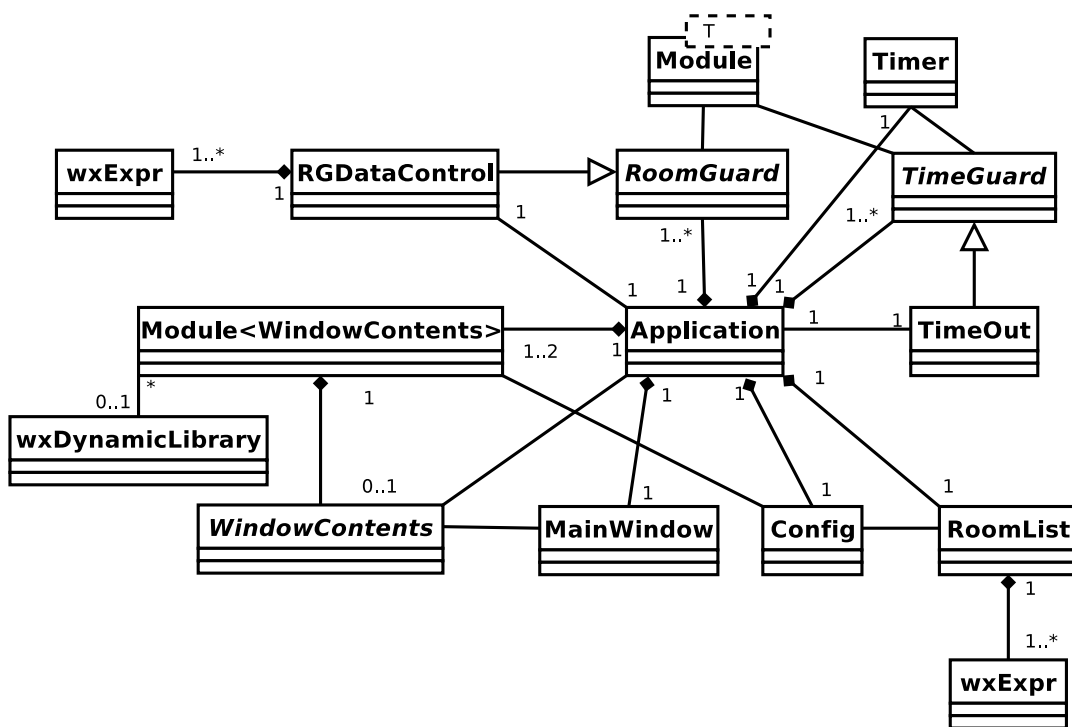 T
Module
Timer
1
1..*
wxExpr
1
RGDataControl
RoomGuard
TimeGuard
1
1..*
1..*
1
1
1
1
Module<WindowContents>
1..2
1
Application
1
1
TimeOut
*
0..1
1
1
1
1
wxDynamicLibrary
0..1
1
1
1
WindowContents
MainWindow
Config
RoomList
1
1..*
wxExpr